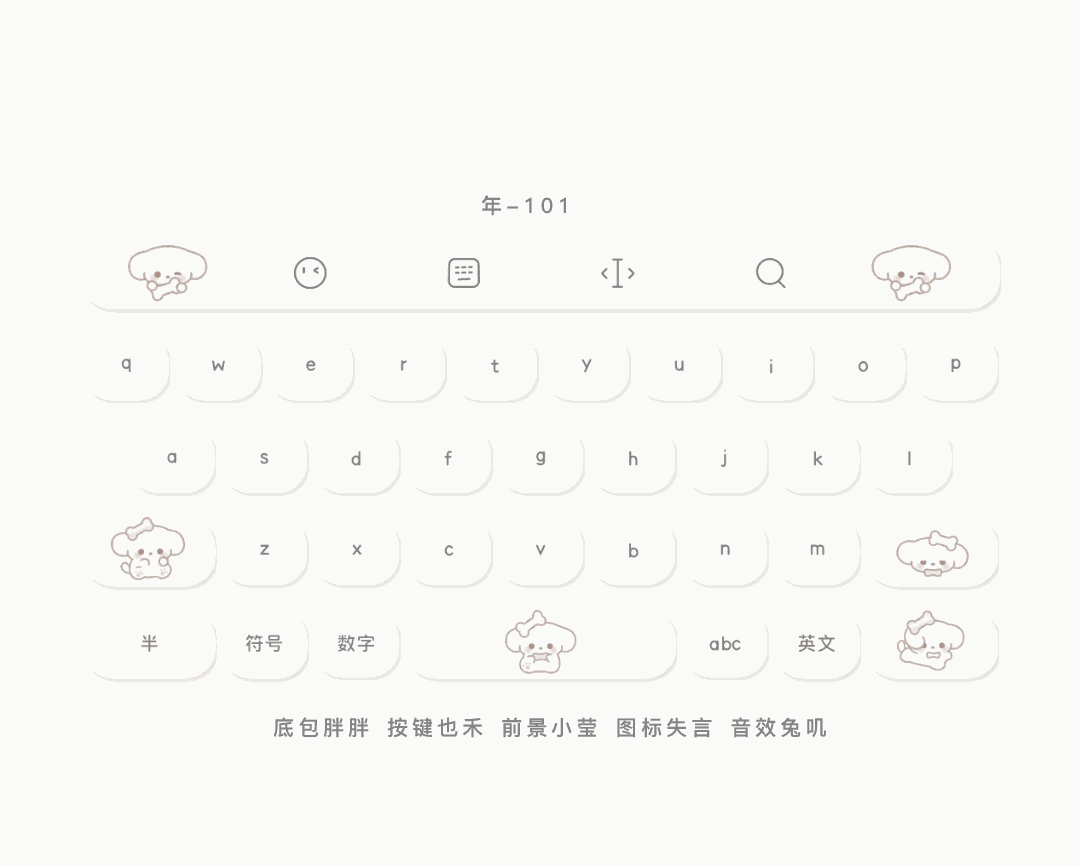 年-101
q w e r t y u i o p
a s d f g h j k l
z x c v b n m
半 符号 数字 abc 英文
底包胖胖 按键也禾 前景小莹 图标失言 音效兔叽